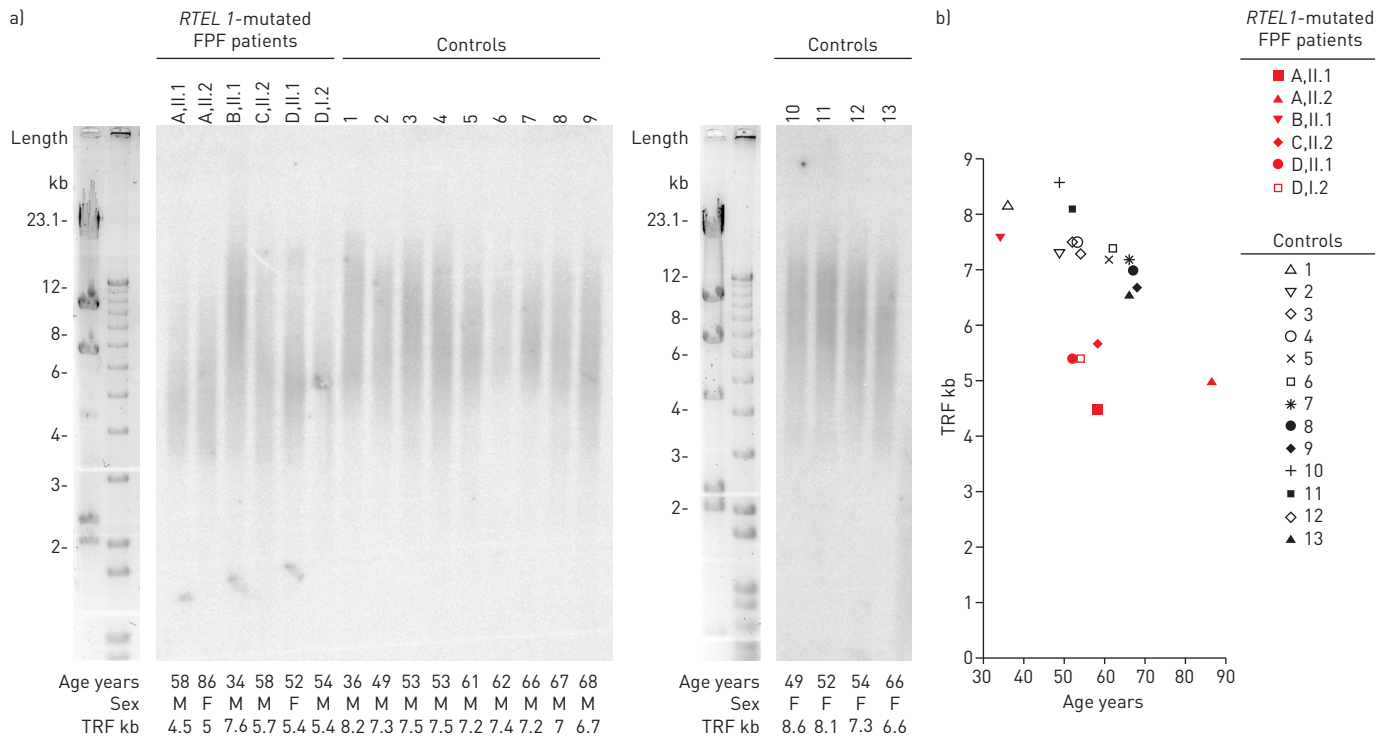 a)
RTEL 1-mutated
FPF patients
Controls
A,II.1 A,II.2 B,II.1 C,II.2 D,II.1 D,I.2 1 2 3 4 5 6 7 8 9
Length
kb
23.1-
12-
8-
6-
4-
3-
2-
Age years 58 86 34 58 52 54 36 49 53 53 61 62 66 67 68
Sex M F M M F M M M M M M M M M M
TRF kb 4.5 5 7.6 5.7 5.4 5.4 8.2 7.3 7.5 7.5 7.2 7.4 7.2 7 6.7
Controls
10 11 12 13
Length
kb
23.1-
12-
8-
6-
4-
3-
2-
Age years 49 52 54 66
Sex F F F F
TRF kb 8.6 8.1 7.3 6.6
b)
TRF kb
9
8
7
6
5
4
3
2
1
0
30 40 50 60 70 80 90
Age years
RTEL1-mutated
FPF patients
A,II.1
A,II.2
B,II.1
C,II.2
D,II.1
D,I.2
Controls
1
2
3
4
5
6
7
8
9
10
11
12
13